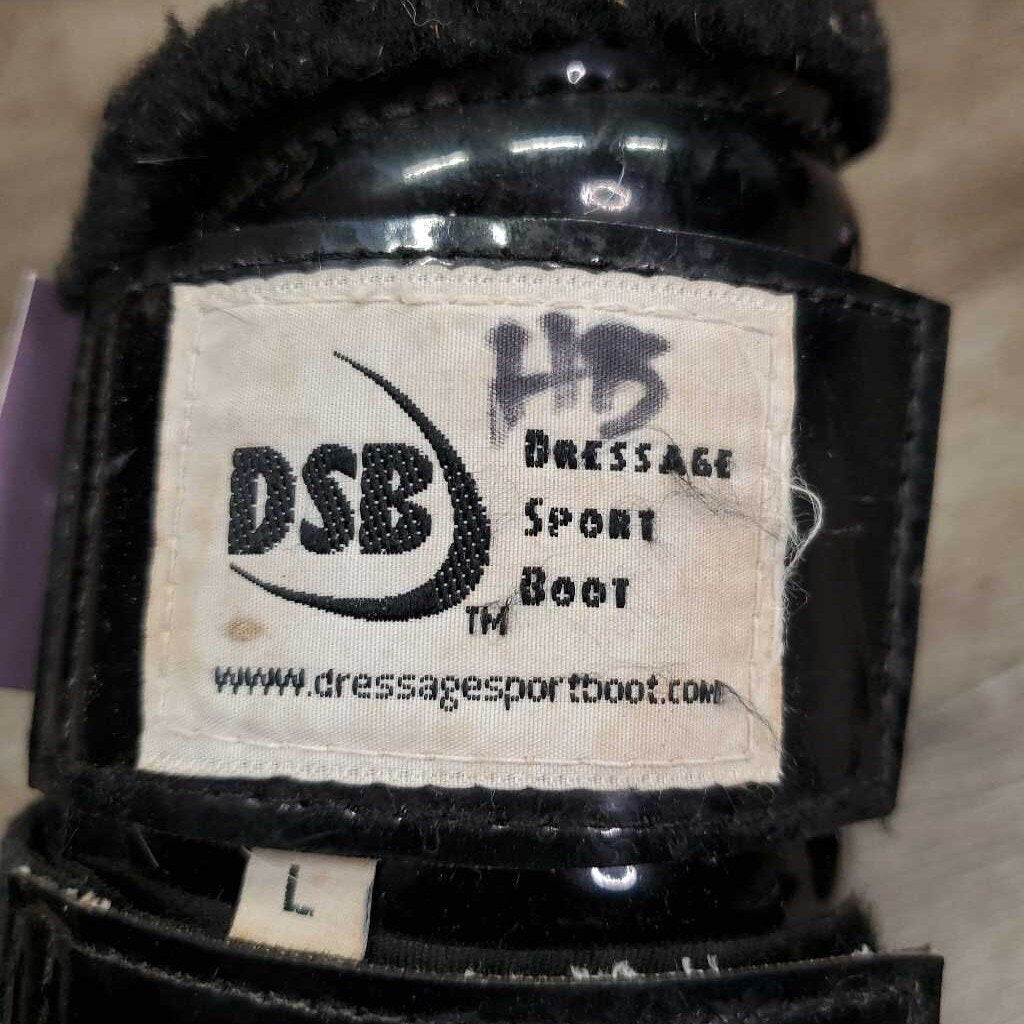 HB
DSB
Dressage
Sport
Boot
TM
www.dressagesportboot.com
L